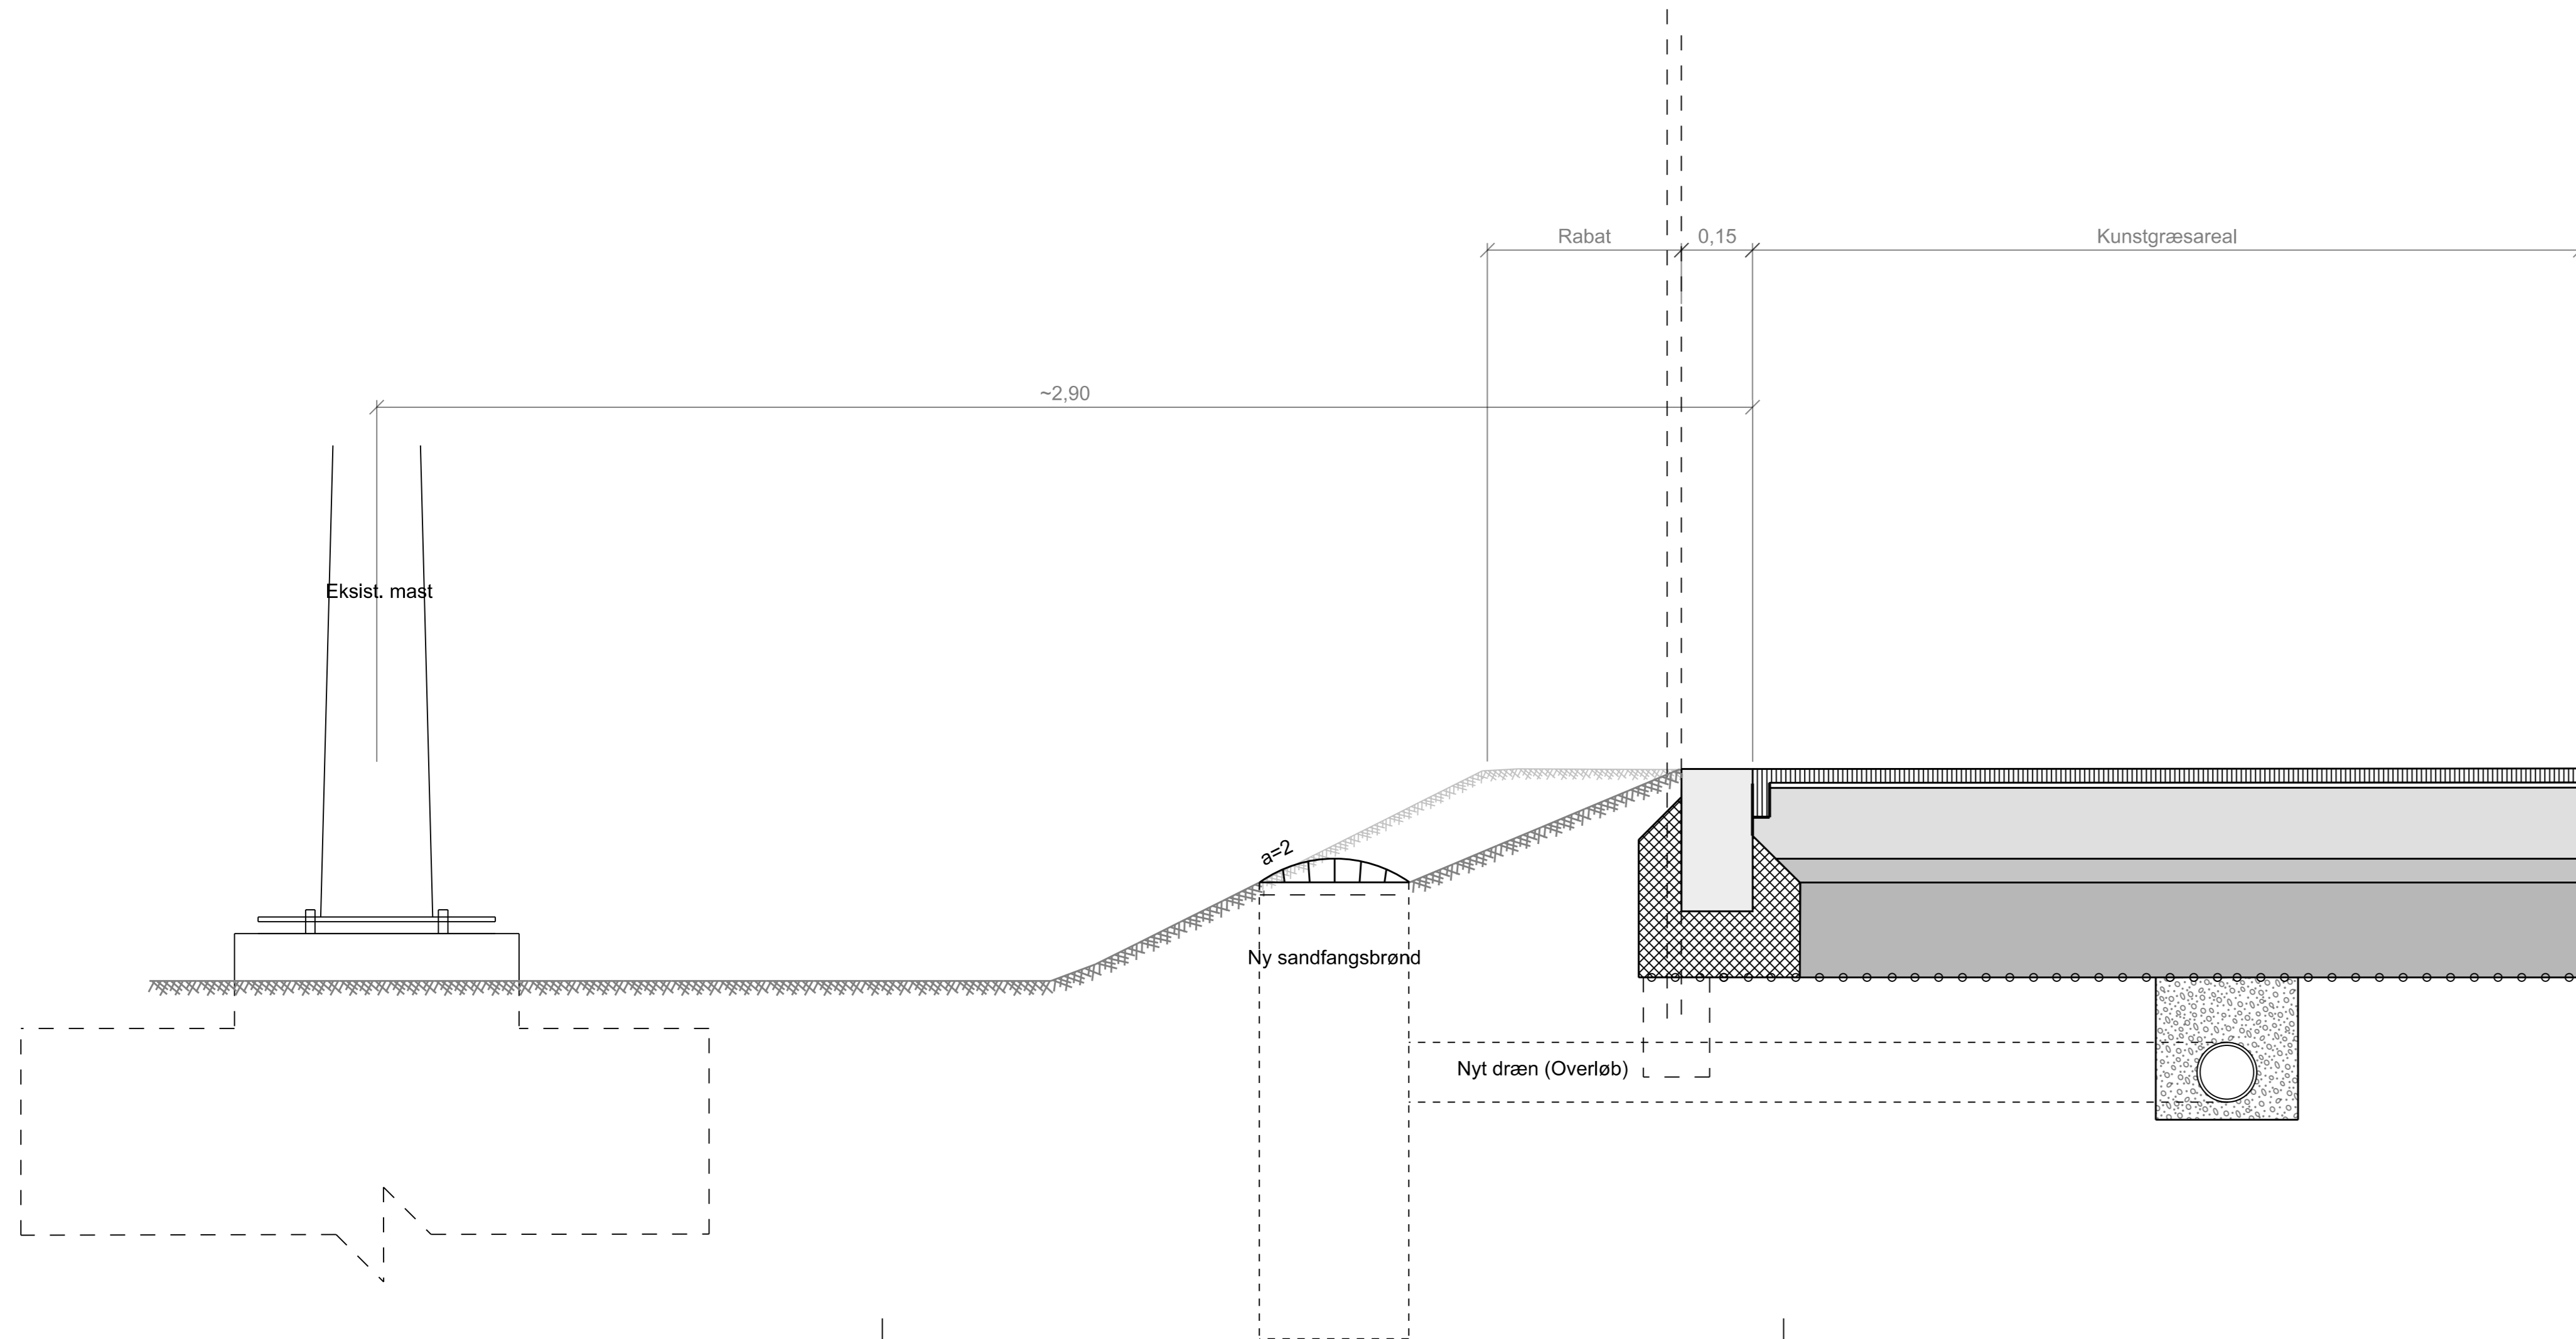 Rabat
0,15
Kunstgræsareal
~2,90
Eksist. mast
a=2
Ny sandfangsbrønd
Nyt dræn (Overløb)